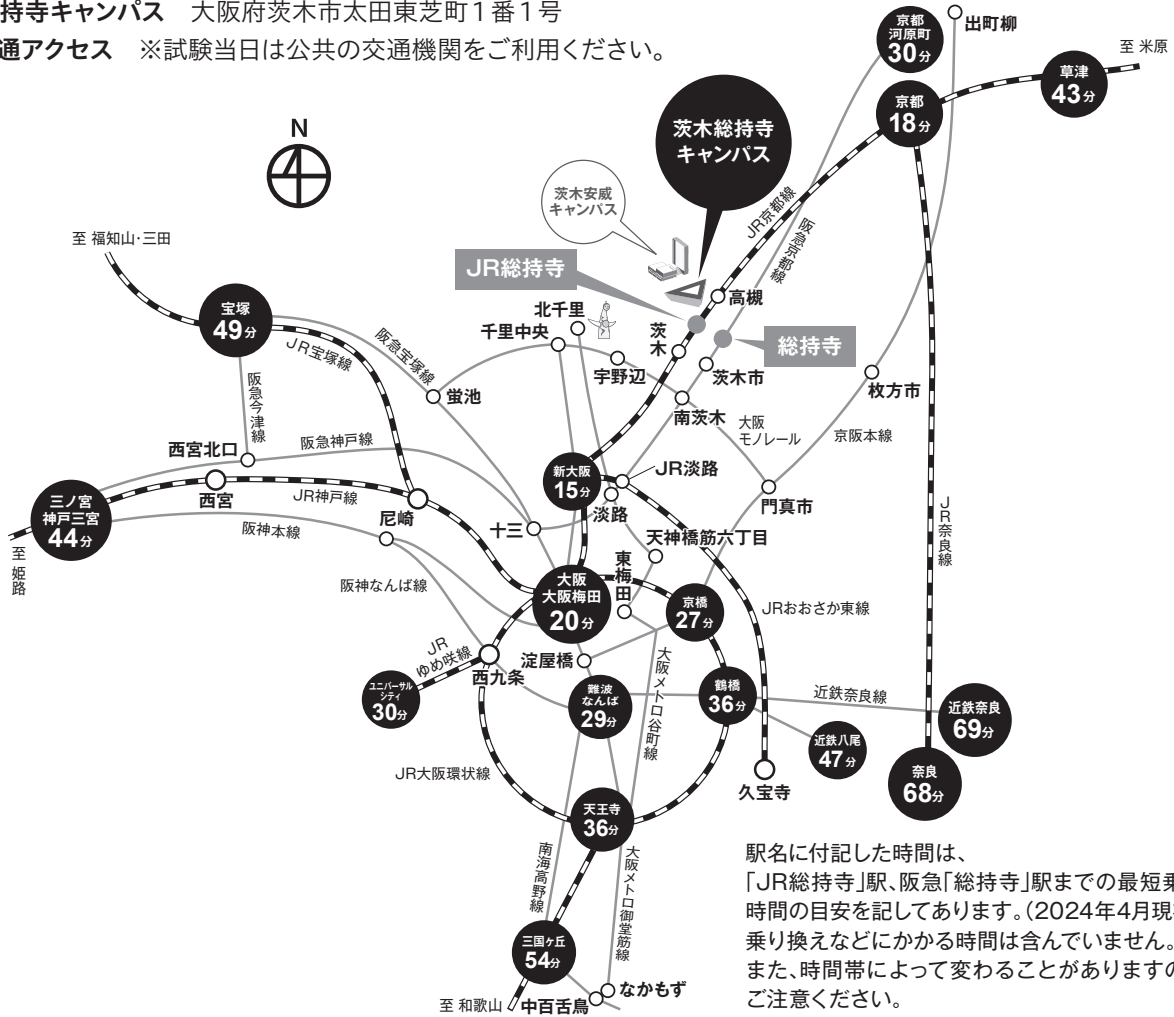 持寺キャンパス　大阪府茨木市太田東芝町1番1号
通アクセス　※試験当日は公共の交通機関をご利用ください。
N
京都
河原町
30分
出町柳
至 米原
草津
43分
京都
18分
茨木総持寺
キャンパス
茨木安威
キャンパス
JR京都線
阪急京都線
至 福知山・三田
JR総持寺
高槻
北千里
千里中央
茨木
総持寺
宇野辺
茨木市
枚方市
南茨木
大阪
モノレール
京阪本線
宝塚
49分
JR宝塚線
阪急宝塚線
蛍池
阪急今津線
西宮北口
阪急神戸線
西宮
JR神戸線
三ノ宮
神戸三宮
44分
至 姫路
阪神本線
尼崎
新大阪
15分
JR淡路
淡路
十三
門真市
JR奈良線
天神橋筋六丁目
東梅田
阪神なんば線
大阪
大阪梅田
20分
京橋
27分
JRおおさか東線
JR
ゆめ咲線
西九条
淀屋橋
ユニバーサル
シティ
30分
難波
なんば
29分
大阪メトロ谷町線
鶴橋
36分
近鉄奈良線
近鉄奈良
69分
近鉄八尾
47分
奈良
68分
久宝寺
JR大阪環状線
天王寺
36分
南海高野線
大阪メトロ御堂筋線
三国ヶ丘
54分
至 和歌山
中百舌鳥
なかもず
駅名に付記した時間は、
「JR総持寺」駅、阪急「総持寺」駅までの最短乗
時間の目安を記してあります。(2024年4月現
乗り換えなどにかかる時間は含んでいません。
また、時間帯によって変わることがありますの
ご注意ください。